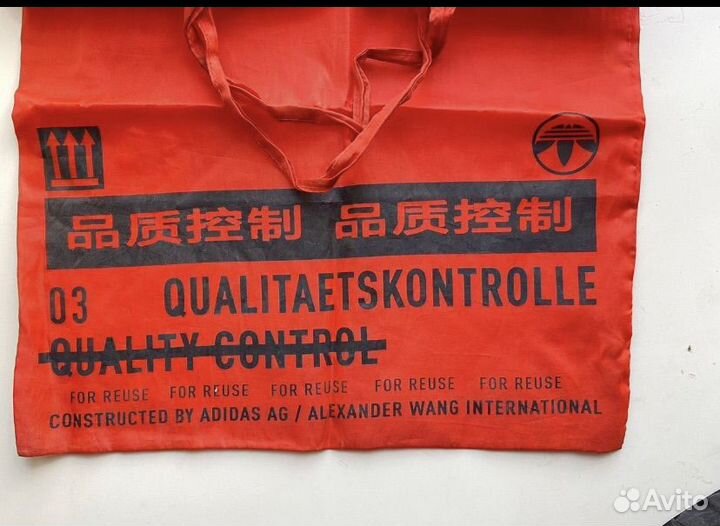 品质控制 品质控制
03 QUALITAETSKONTROLLE
QUALITY CONTROL
FOR REUSE FOR REUSE FOR REUSE FOR REUSE FOR REUSE
CONSTRUCTED BY ADIDAS AG / ALEXANDER WANG INTERNATIONAL
Avito